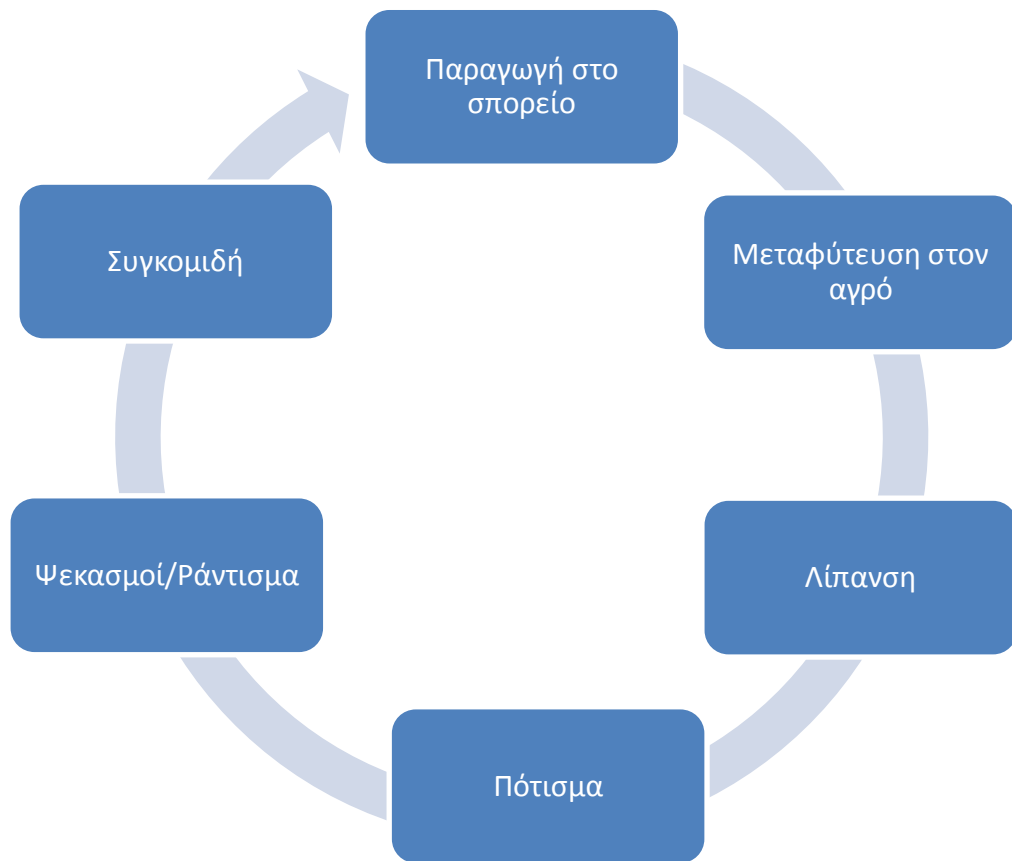 Παραγωγή στο
σπορείο
Μεταφύτευση στον
αγρό
Λίπανση
Πότισμα
Ψεκασμοί/Ράντισμα
Συγκομιδή